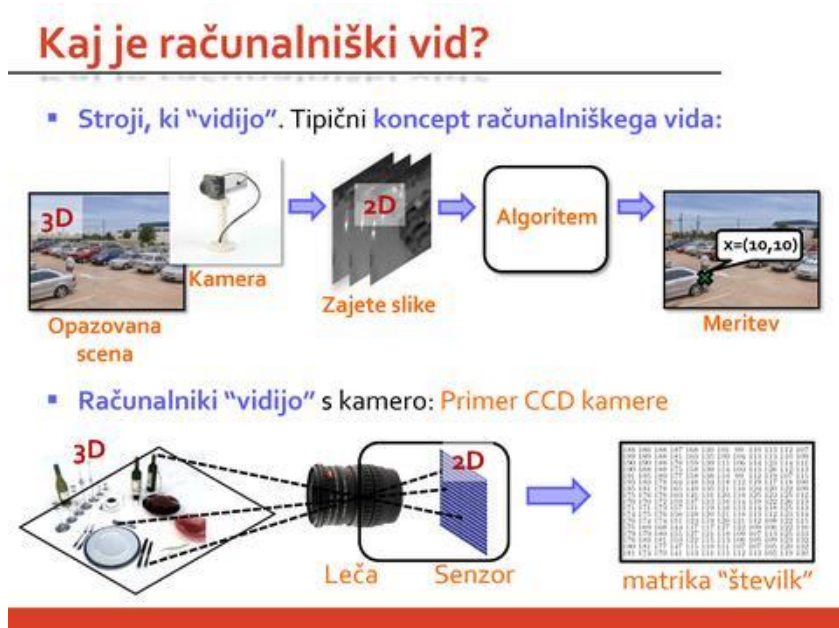 Kaj je računalniški vid?
▪ Stroji, ki “vidijo”. Tipični koncept računalniškega vida:
3D
Kamera
2D
Zajete slike
Algoritem
x=(10,10)
Meritev
Opazovana
scena
▪ Računalniki “vidijo” s kamero: Primer CCD kamere
3D
2D
Leča
Senzor
matrika “številk”